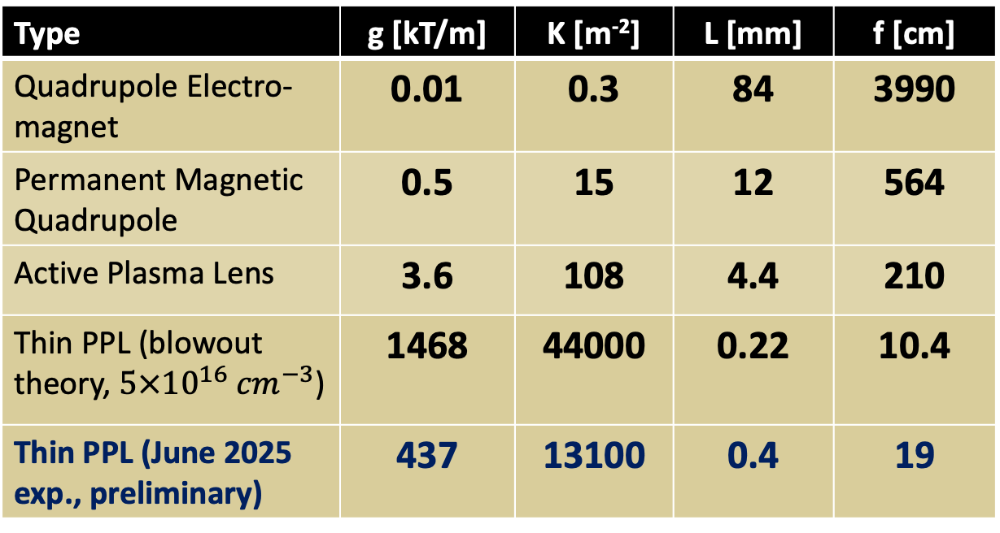 Type g [kT/m] K [m⁻²] L [mm] f [cm]
Quadrupole Electro-
magnet 0.01 0.3 84 3990
Permanent Magnetic
Quadrupole 0.5 15 12 564
Active Plasma Lens 3.6 108 4.4 210
Thin PPL (blowout
theory, 5×10¹⁶ cm⁻³) 1468 44000 0.22 10.4
Thin PPL (June 2025
exp., preliminary) 437 13100 0.4 19